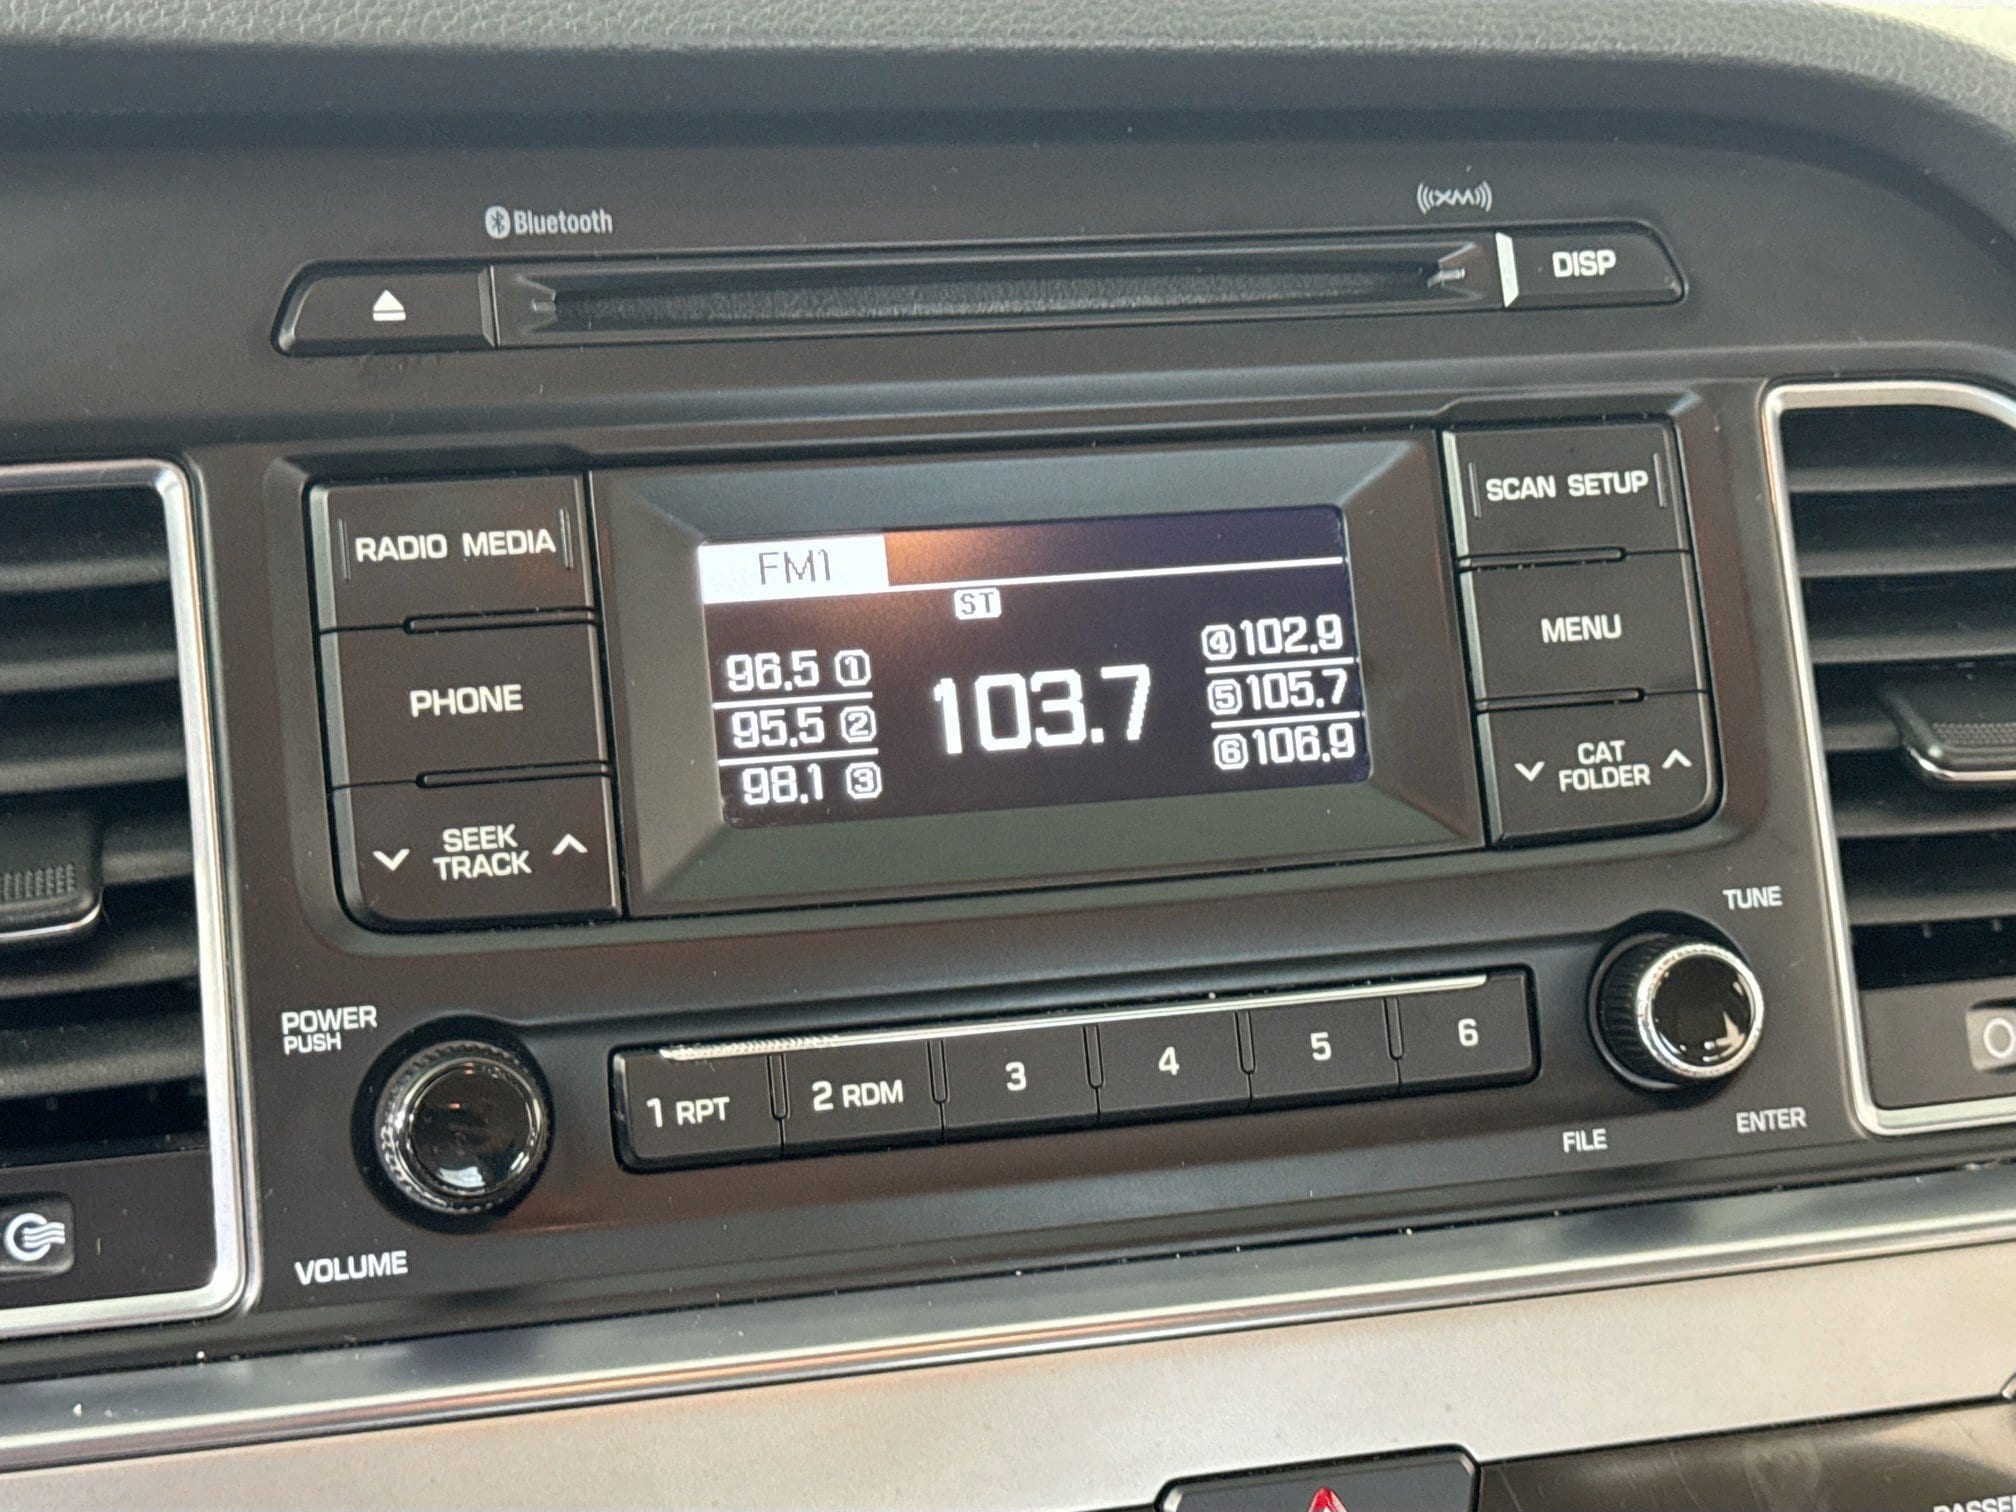 Bluetooth
XM
DISP
RADIO MEDIA
SCAN SETUP
FM1
ST
PHONE
MENU
96.5 1
95.5 2
98.1 3
103.7
4 102.9
5 105.7
6 106.9
SEEK
TRACK
CAT
FOLDER
TUNE
POWER
PUSH
1 RPT
2 RDM
3
4
5
6
FILE
ENTER
VOLUME